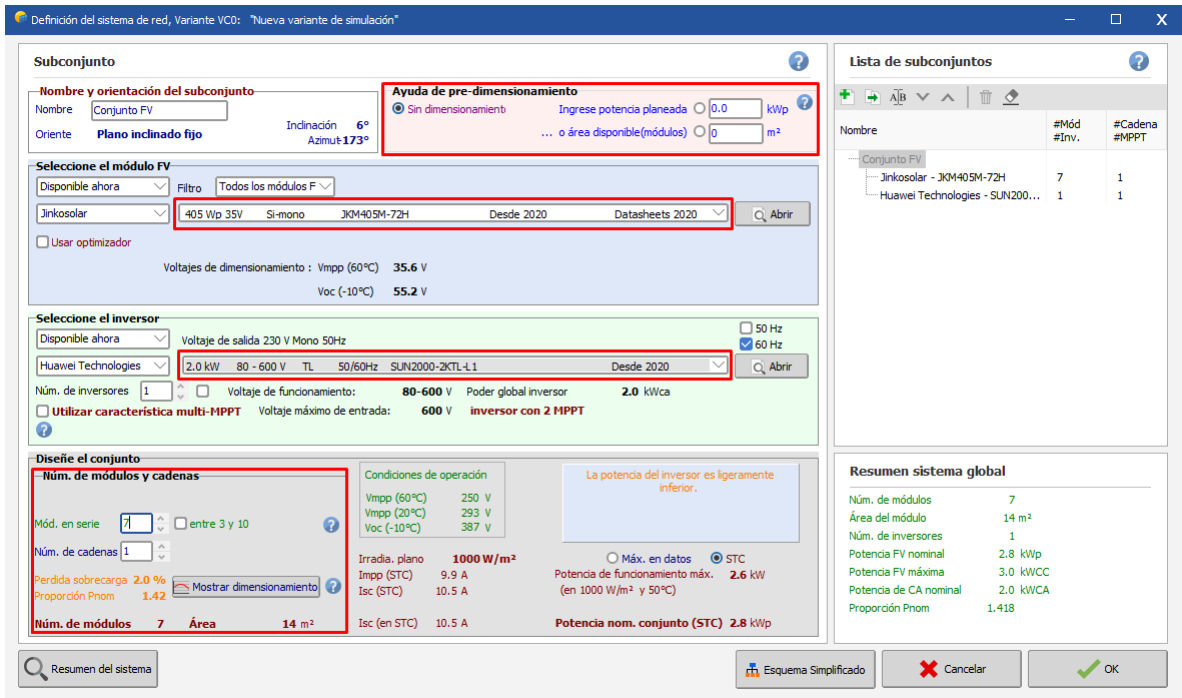 Definición del sistema de red, Variante VC0: "Nueva variante de simulación"
Subconjunto
Nombre y orientación del subconjunto
Nombre Conjunto FV
Oriente Plano inclinado fijo
Inclinación 6°
Azimut 173°
Ayuda de pre-dimensionamiento
Sin dimensionamiento
Ingrese potencia planeada 0.0 kWp
... o área disponible(módulos) 0 m²
Seleccione el módulo FV
Disponible ahora Filtro Todos los módulos F
Jinkosolar 405 Wp 35V Si-mono JKM405M-72H Desde 2020 Datasheets 2020 Abrir
Usar optimizador
Voltajes de dimensionamiento : Vmpp (60°C) 35.6 V
Voc (-10°C) 55.2 V
Seleccione el inversor
Disponible ahora Voltaje de salida 230 V Mono 50Hz
50 Hz
60 Hz
Huawei Technologies 2.0 kW 80 - 600 V TL 50/60Hz SUN2000-2KTL-L1 Desde 2020 Abrir
Núm. de inversores 1 Voltaje de funcionamiento: 80-600 V Poder global inversor 2.0 kWca
Utilizar característica multi-MPPT Voltaje máximo de entrada: 600 V inversor con 2 MPPT
Diseñe el conjunto
Núm. de módulos y cadenas
Mód. en serie 7 entre 3 y 10
Núm. de cadenas 1
Perdida sobrecarga 2.0 %
Proporción Pnom 1.42
Mostrar dimensionamiento
Núm. de módulos 7 Área 14 m²
Condiciones de operación
Vmpp (60°C) 250 V
Vmpp (20°C) 293 V
Voc (-10°C) 387 V
La potencia del inversor es ligeramente
inferior.
Irradia. plano 1000 W/m²
Impp (STC) 9.9 A
Isc (STC) 10.5 A
Isc (en STC) 10.5 A
Máx. en datos STC
Potencia de funcionamiento máx. 2.6 kW
(en 1000 W/m² y 50°C)
Potencia nom. conjunto (STC) 2.8 kWp
Lista de subconjuntos
Nombre
#Mód
#Inv.
#Cadena
#MPPT
Conjunto FV
Jinkosolar - JKM405M-72H 7 1
Huawei Technologies - SUN200... 1 1
Resumen sistema global
Núm. de módulos 7
Área del módulo 14 m²
Núm. de inversores 1
Potencia FV nominal 2.8 kWp
Potencia FV máxima 3.0 kWCC
Potencia de CA nominal 2.0 kWCA
Proporción Pnom 1.418
Resumen del sistema
Esquema Simplificado
Cancelar
OK